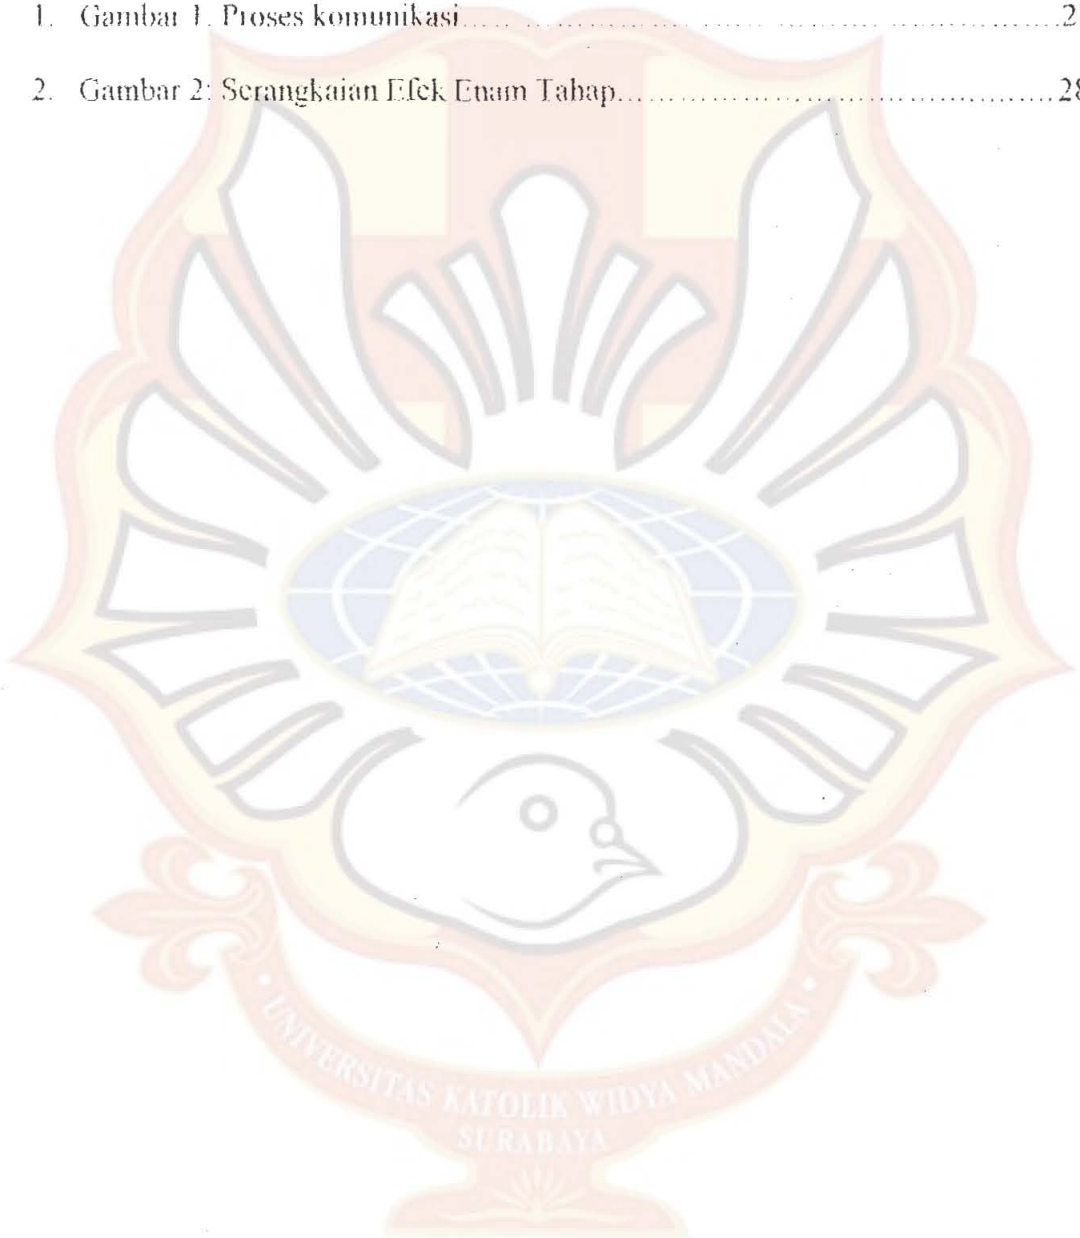 1. Gambar 1. Proses komunikasi..................................................2
2. Gambar 2: Serangkaian Efek Enam Tahap.....................................28
• UNIVERSITAS KATOLIK WIDYA MANDALA •
SURABAYA